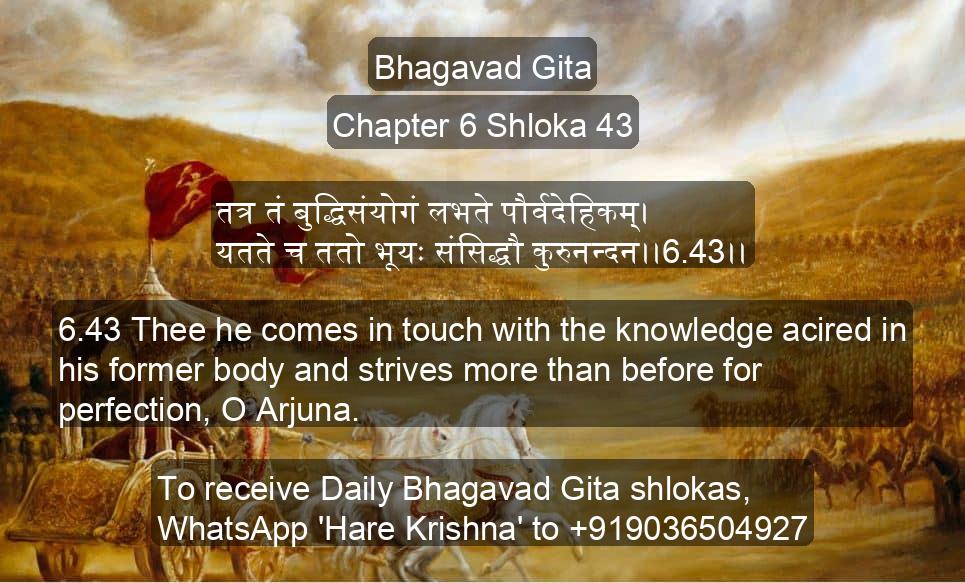 Bhagavad Gita
Chapter 6 Shloka 43
तत्र तं बुद्धिसंयोगं लभते पौर्वदेहिकम्।
यतते च ततो भूयः संसिद्धौ कुरुनन्दन।।6.43।।
6.43 Thee he comes in touch with the knowledge acired in
his former body and strives more than before for
perfection, O Arjuna.
To receive Daily Bhagavad Gita shlokas,
WhatsApp 'Hare Krishna' to +919036504927